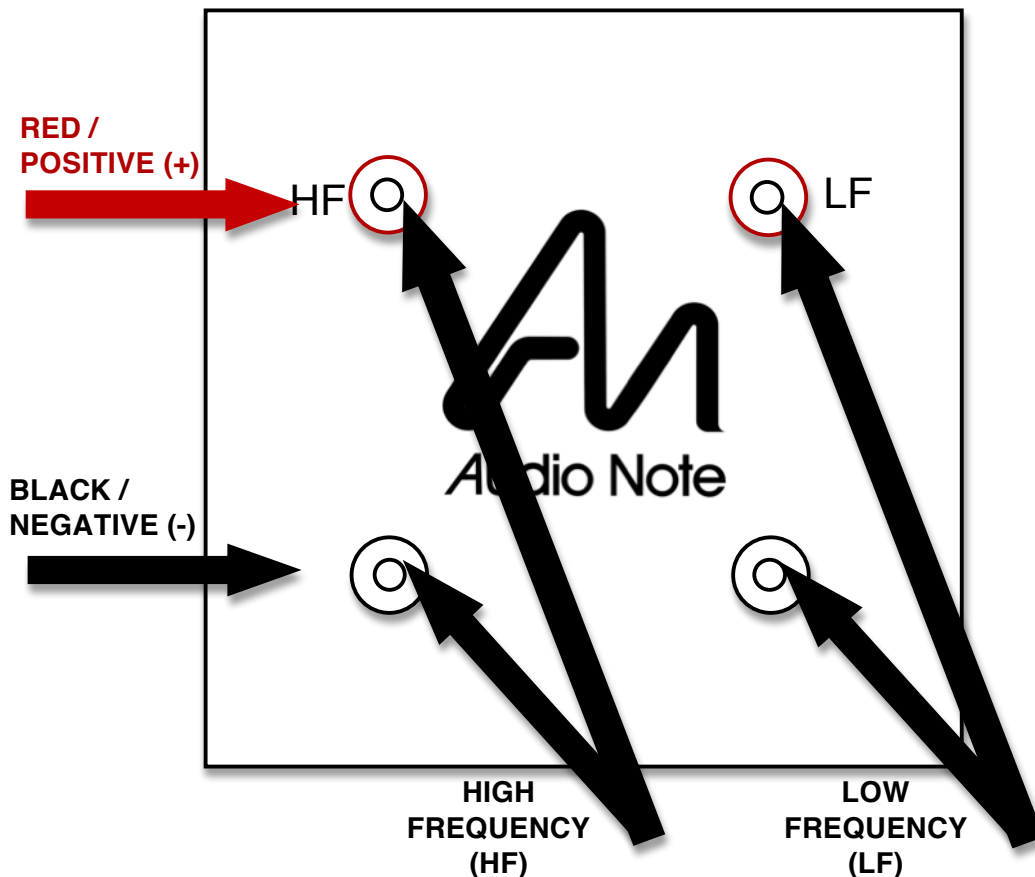 RED /
POSITIVE (+)
HF
LF
Audio Note
BLACK /
NEGATIVE (-)
HIGH
FREQUENCY
(HF)
LOW
FREQUENCY
(LF)